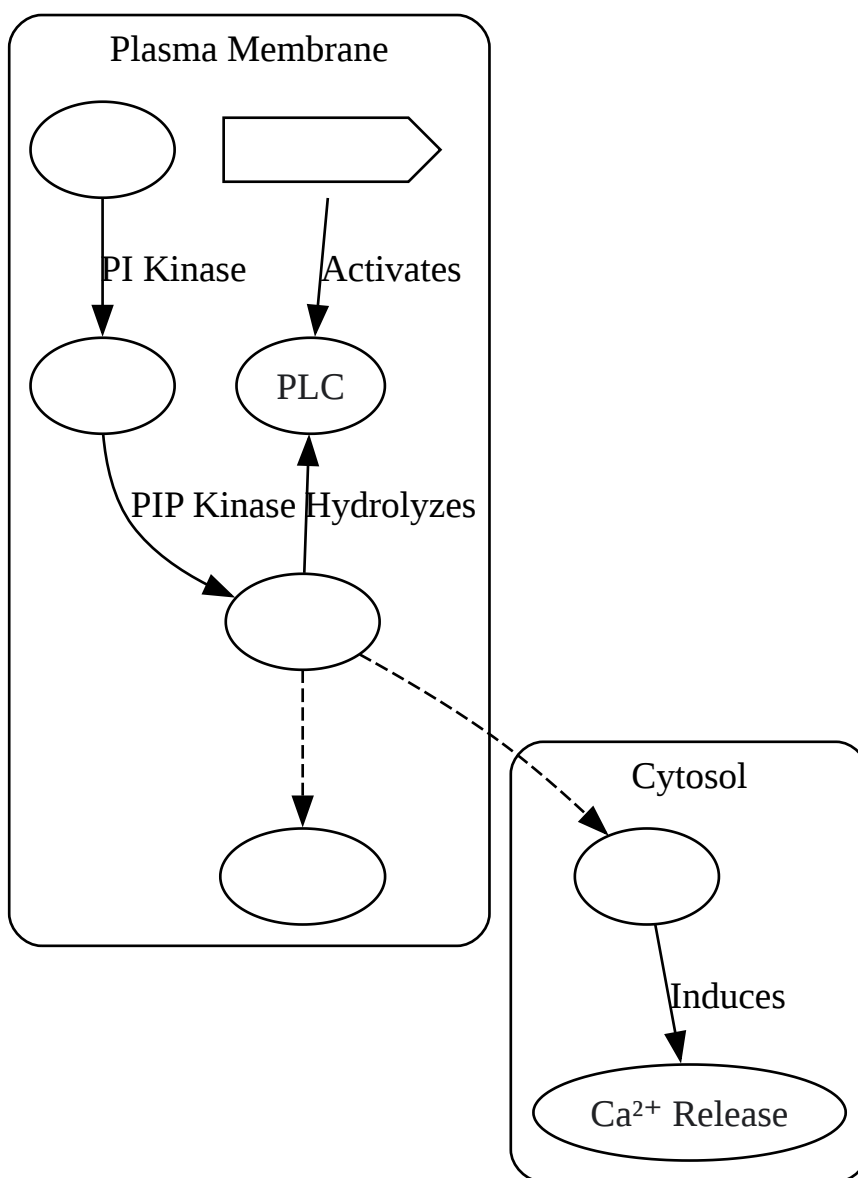 Plasma Membrane
PI Kinase
Activates
PLC
PIP Kinase
Hydrolyzes
Cytosol
Induces
Ca²⁺ Release